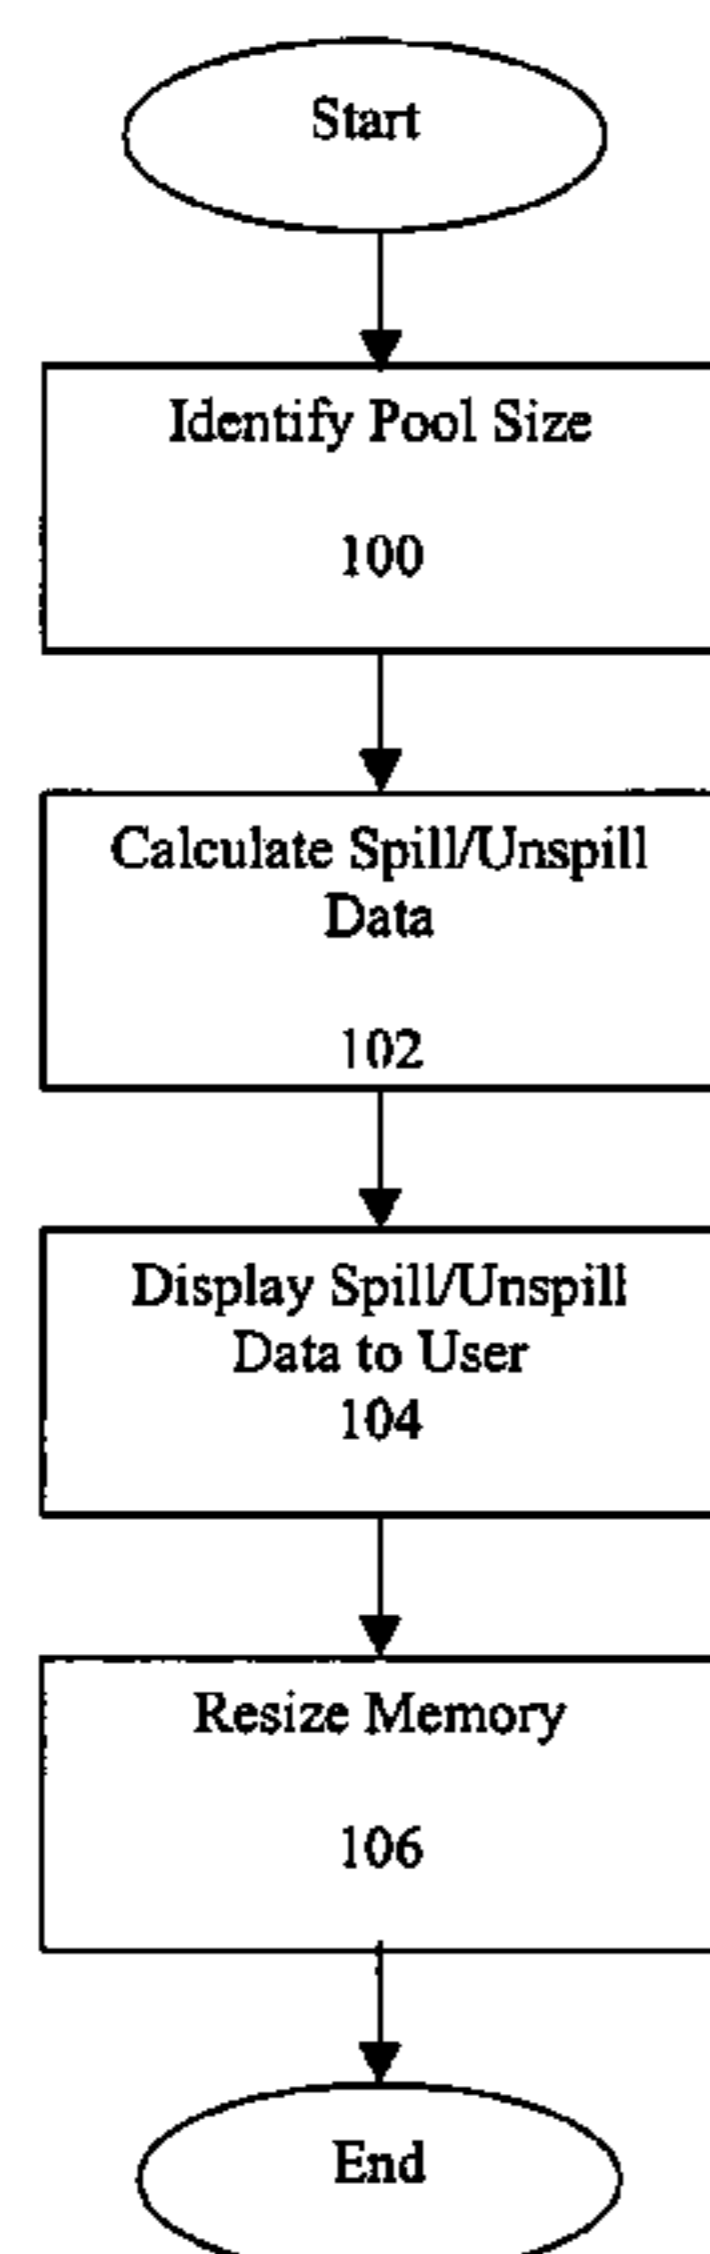 Start
Identify Pool Size
100
Calculate Spill/Unspill
Data
102
Display Spill/Unspill
Data to User
104
Resize Memory
106
End